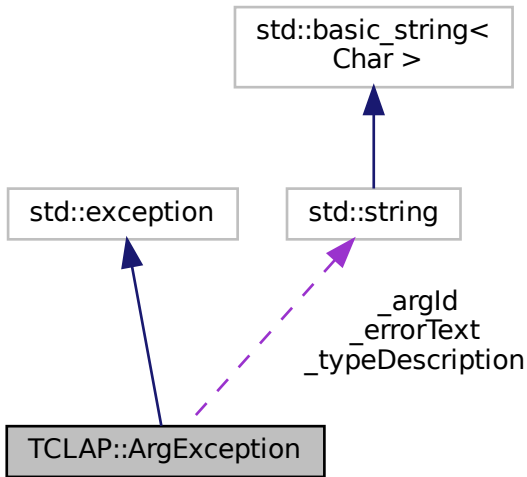 std::basic_string<
Char >
std::exception
std::string
_argId
_errorText
_typeDescription
TCLAP::ArgException